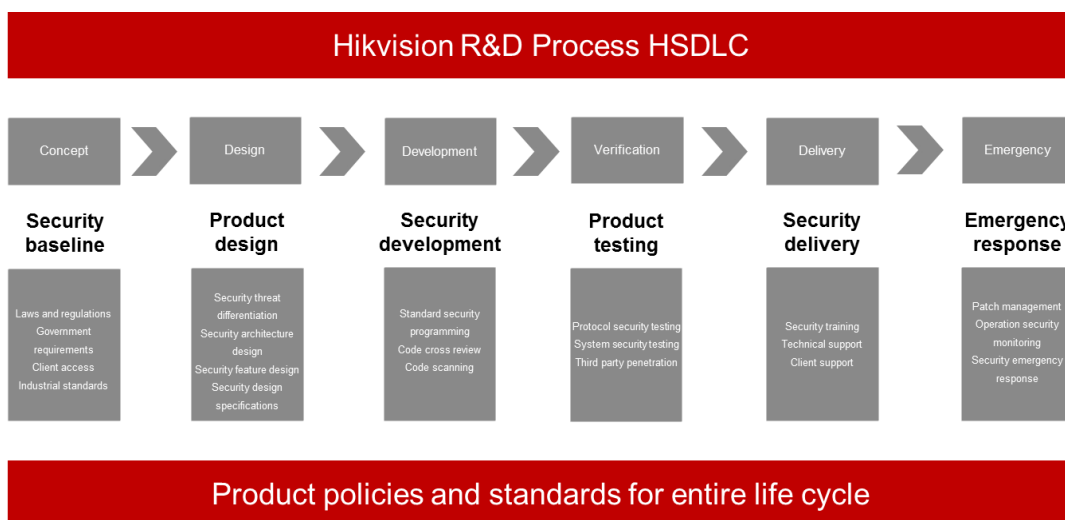 Hikvision R&D Process HSDLC
Concept
Design
Development
Verification
Delivery
Emergency
Security
baseline
Product
design
Security
development
Product
testing
Security
delivery
Emergency
response
Laws and regulations
Government
requirements
Client access
Industrial standards
Security threat
differentiation
Security architecture
design
Security feature design
Security design
specifications
Standard security
programming
Code cross review
Code scanning
Protocol security testing
System security testing
Third party penetration
Security training
Technical support
Client support
Patch management
Operation security
monitoring
Security emergency
response
Product policies and standards for entire life cycle